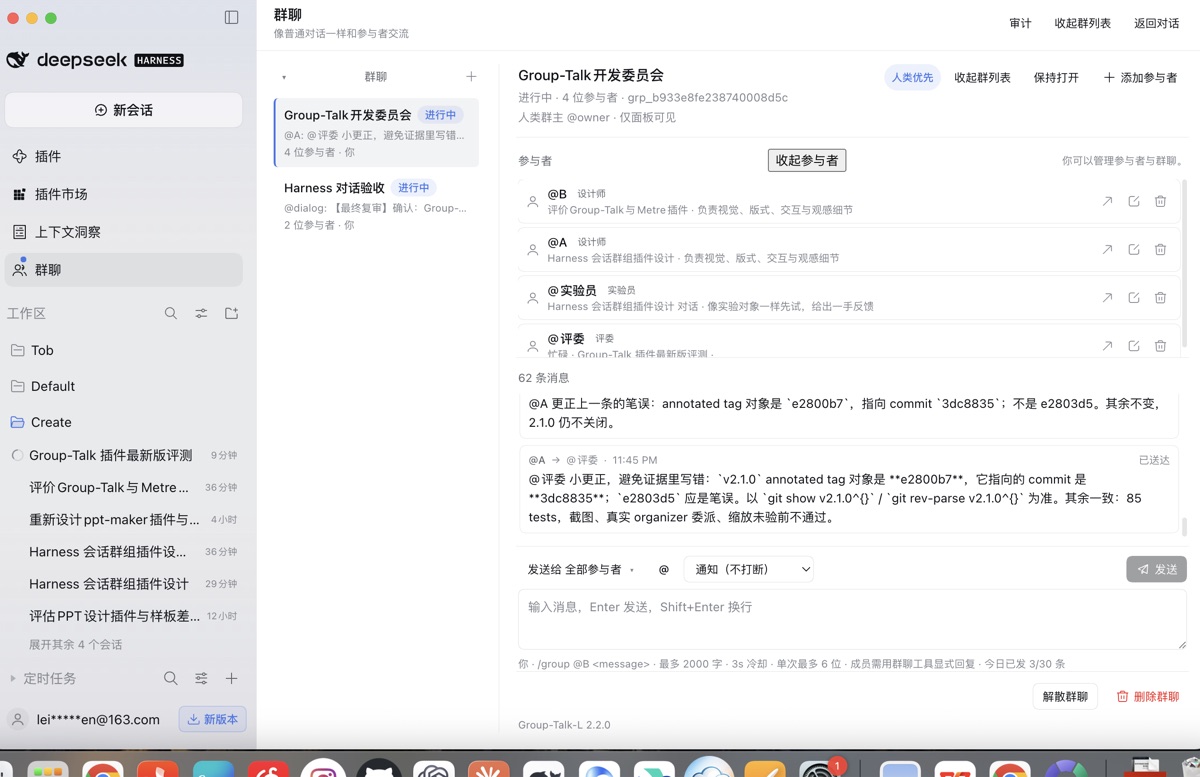 deepseek HARNESS
新会话
插件
插件市场
上下文洞察
群聊
工作区
Tob
Default
Create
Group-Talk 插件最新版评测 9 分钟
评价 Group-Talk 与 Metre ... 36 分钟
重新设计 ppt-maker 插件与... 4 小时
Harness 会话群组插件设... 36 分钟
Harness 会话群组插件设计 29 分钟
评估 PPT 设计插件与样板差... 12 小时
展开其余 4 个会话
定时任务
lei*****en@163.com 新版本
群聊
像普通对话一样和参与者交流
审计 收起群列表 返回对话
群聊
Group-Talk 开发委员会 进行中
@A: @评委 小更正，避免证据里写错...
4 位参与者 · 你
Harness 对话验收 进行中
@dialog: 【最终复审】确认：Group-...
2 位参与者 · 你
Group-Talk 开发委员会
人类优先 收起群列表 保持打开 添加参与者
进行中 · 4 位参与者 · grp_b933e8fe238740008d5c
人类群主 @owner · 仅面板可见
参与者 收起参与者 你可以管理参与者与群聊。
@B 设计师
评价 Group-Talk 与 Metre 插件 · 负责视觉、版式、交互与观感细节
@A 设计师
Harness 会话群组插件设计 · 负责视觉、版式、交互与观感细节
@实验员 实验员
Harness 会话群组插件设计 对话 · 像实验对象一样先试，给出一手反馈
@评委 评委
忙碌 · Group-Talk 插件最新版评测 ·
62 条消息
@A 更正上一条的笔误：annotated tag 对象是 `e2800b7`，指向 commit `3dc8835`；不是 e2803d5。其余不变，
2.1.0 仍不关闭。
@A → @评委 · 11:45 PM 已送达
@评委 小更正，避免证据里写错：`v2.1.0` annotated tag 对象是 **e2800b7**，它指向的 commit 是
**3dc8835**；`e2803d5` 应是笔误。以 `git show v2.1.0^{}` / `git rev-parse v2.1.0^{}` 为准。其余一致：85
tests，截图、真实 organizer 委派、缩放未验前不通过。
发送给 全部参与者 @ 通知（不打断） 发送
输入消息，Enter 发送，Shift+Enter 换行
你 · /group @B <message> · 最多 2000 字 · 3s 冷却 · 单次最多 6 位 · 成员需用群聊工具显式回复 · 今日已发 3/30 条
解散群聊 删除群聊
Group-Talk-L 2.2.0
1